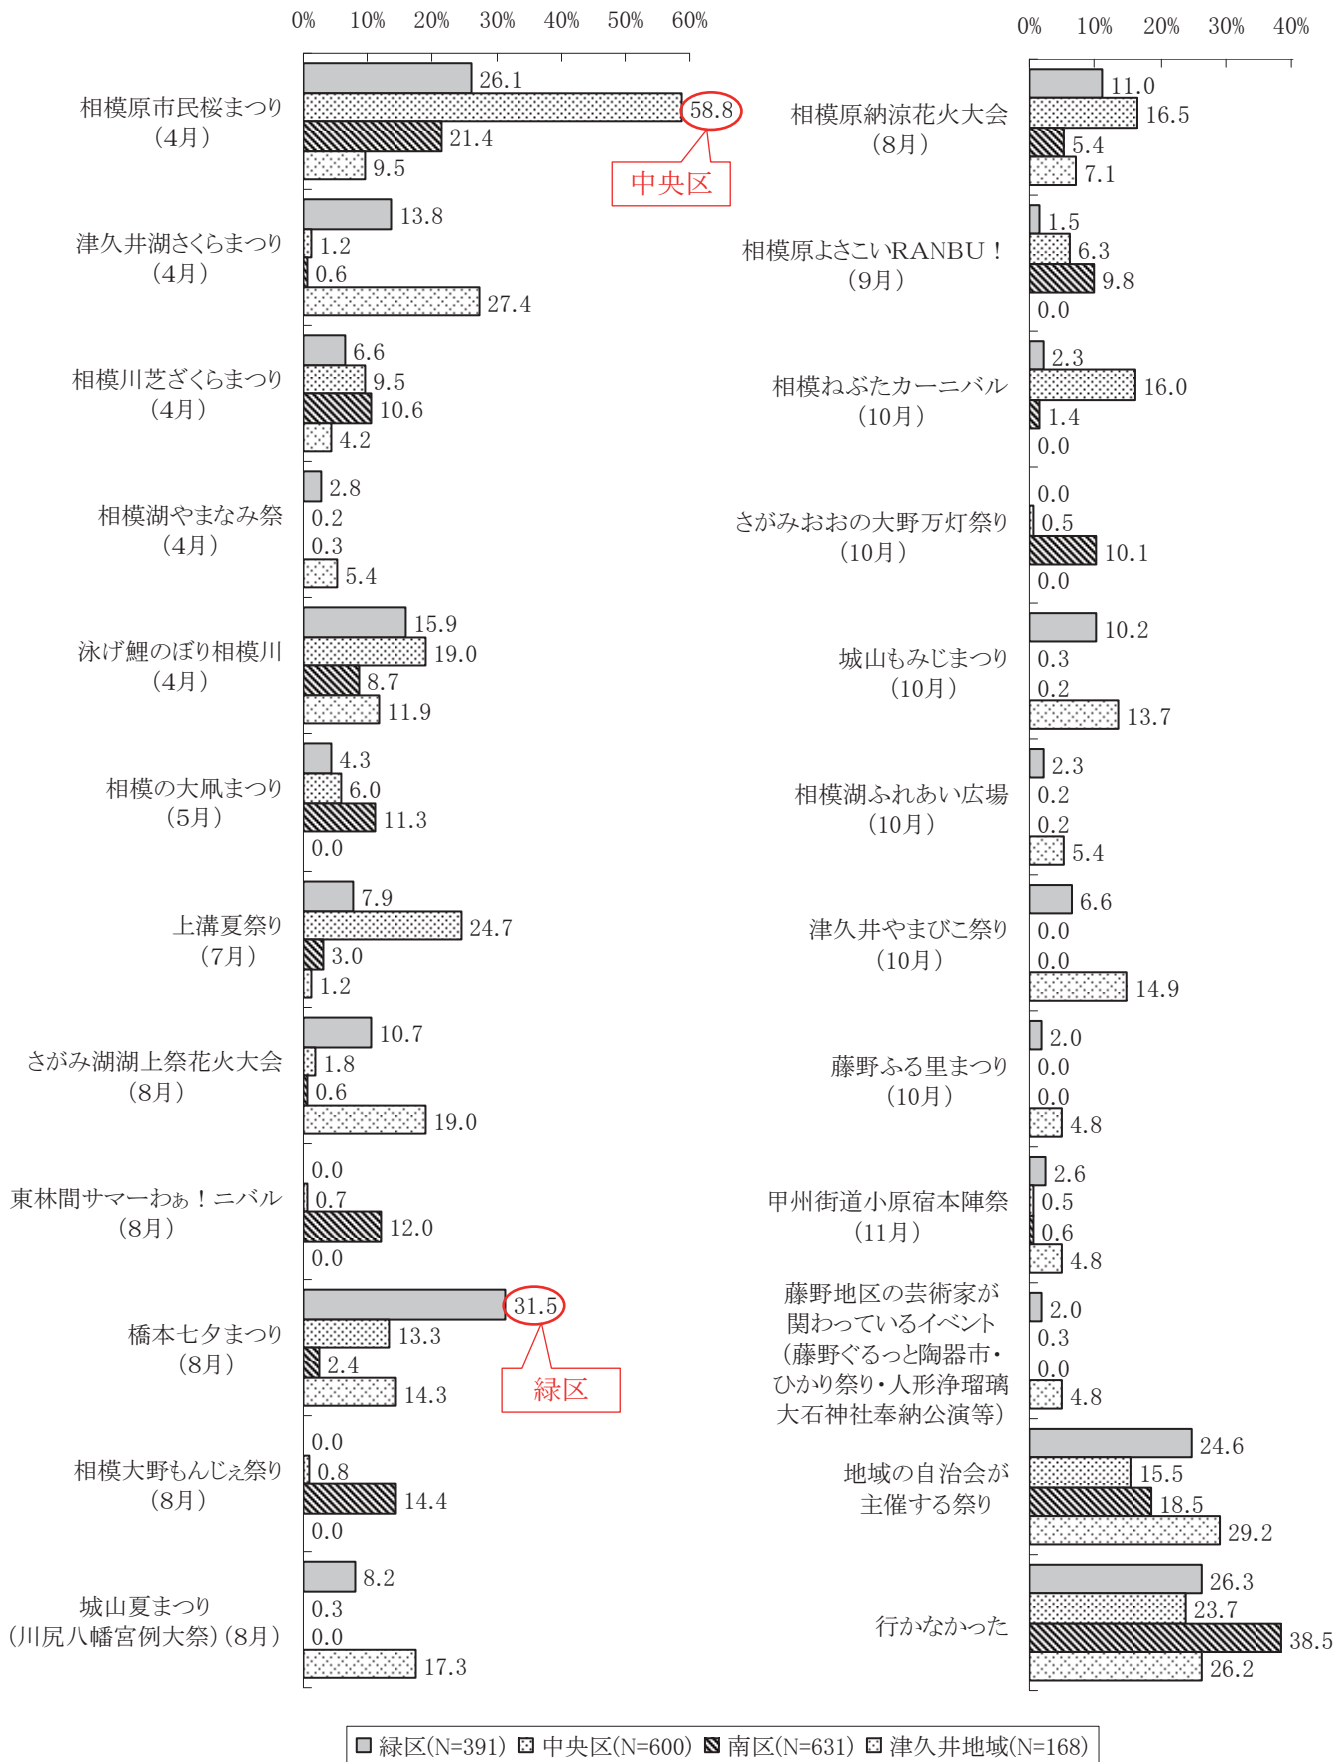 0% 10% 20% 30% 40% 50% 60%
相模原市民桜まつり
(4月)
26.1
58.8
21.4
9.5
中央区
津久井湖さくらまつり
(4月)
13.8
1.2
0.6
27.4
相模川芝ざくらまつり
(4月)
6.6
9.5
10.6
4.2
相模湖やまなみ祭
(4月)
2.8
0.2
0.3
5.4
泳げ鯉のぼり相模川
(4月)
15.9
19.0
8.7
11.9
相模の大凧まつり
(5月)
4.3
6.0
11.3
0.0
上溝夏祭り
(7月)
7.9
24.7
3.0
1.2
さがみ湖湖上祭花火大会
(8月)
10.7
1.8
0.6
19.0
東林間サマーわぁ!ニバル
(8月)
0.0
0.7
12.0
0.0
橋本七夕まつり
(8月)
31.5
13.3
2.4
14.3
緑区
相模大野もんじぇ祭り
(8月)
0.0
0.8
14.4
0.0
城山夏まつり
(川尻八幡宮例大祭)(8月)
8.2
0.3
0.0
17.3
0% 10% 20% 30% 40%
相模原納涼花火大会
(8月)
11.0
16.5
5.4
7.1
相模原よさこいRANBU!
(9月)
1.5
6.3
9.8
0.0
相模ねぶたカーニバル
(10月)
2.3
16.0
1.4
0.0
さがみおおの大野万灯祭り
(10月)
0.0
0.5
10.1
0.0
城山もみじまつり
(10月)
10.2
0.3
0.2
13.7
相模湖ふれあい広場
(10月)
2.3
0.2
0.2
5.4
津久井やまびこ祭り
(10月)
6.6
0.0
0.0
14.9
藤野ふる里まつり
(10月)
2.0
0.0
0.0
4.8
甲州街道小原宿本陣祭
(11月)
2.6
0.5
0.6
4.8
藤野地区の芸術家が
関わっているイベント
(藤野ぐるっと陶器市・
ひかり祭り・人形浄瑠璃
大石神社奉納公演等)
2.0
0.3
0.0
4.8
地域の自治会が
主催する祭り
24.6
15.5
18.5
29.2
行かなかった
26.3
23.7
38.5
26.2
緑区(N=391) 中央区(N=600) 南区(N=631) 津久井地域(N=168)